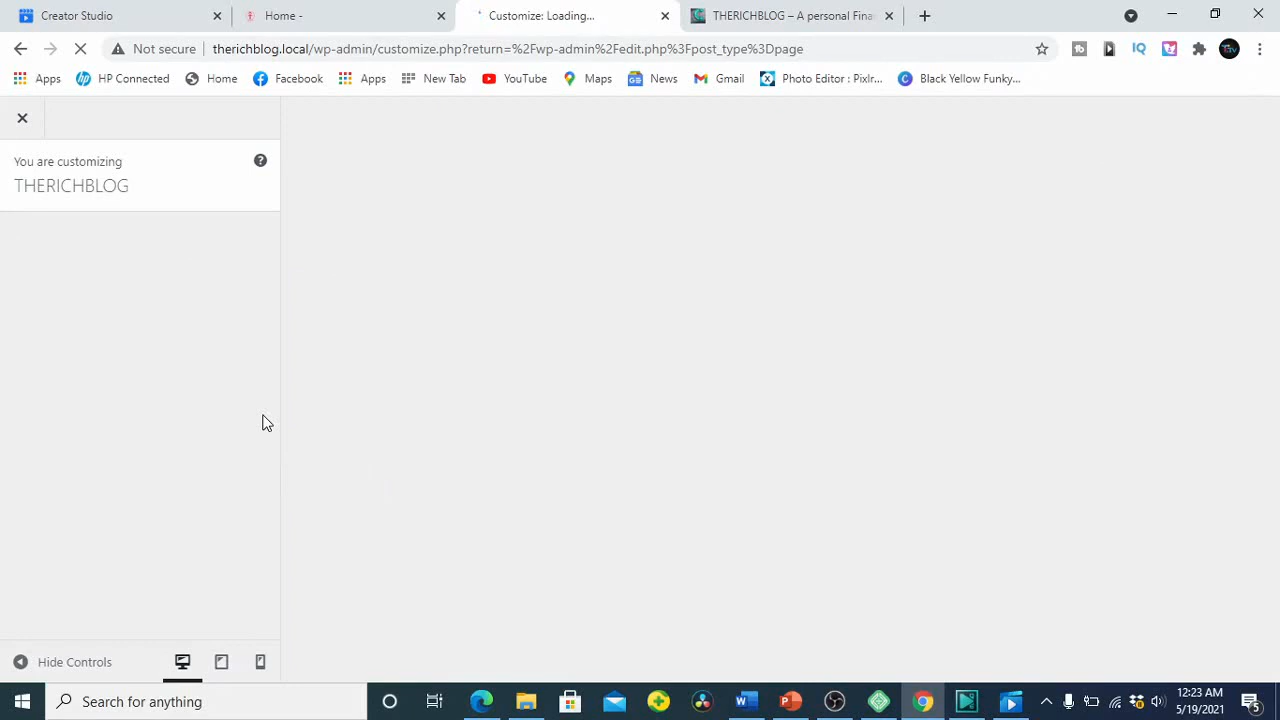 Creator Studio
Home -
Customize: Loading...
THERICHBLOG – A personal Fina
Not secure
therichblog.local/wp-admin/customize.php?return=%2Fwp-admin%2Fedit.php%3Fpost_type%3Dpage
IQ
Apps
HP Connected
Home
Facebook
Apps
New Tab
YouTube
Maps
News
Gmail
Photo Editor : Pixlr...
Black Yellow Funky...
You are customizing
THERICHBLOG
Hide Controls
Search for anything
12:23 AM
5/19/2021
5